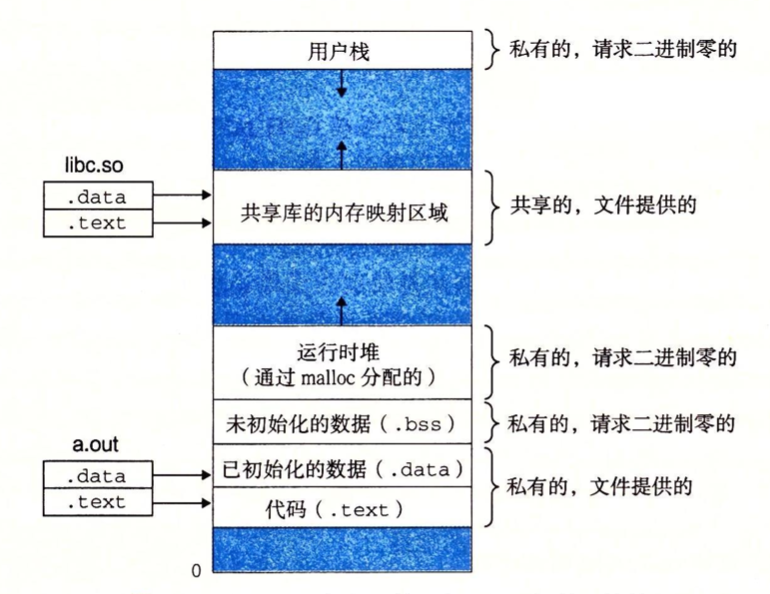 用户栈
私有的，请求二进制零的
libc.so
.data
.text
共享库的内存映射区域
共享的，文件提供的
运行时堆
（通过 malloc 分配的）
私有的，请求二进制零的
未初始化的数据（.bss）
私有的，请求二进制零的
a.out
.data
.text
已初始化的数据（.data）
代码（.text）
私有的，文件提供的
0